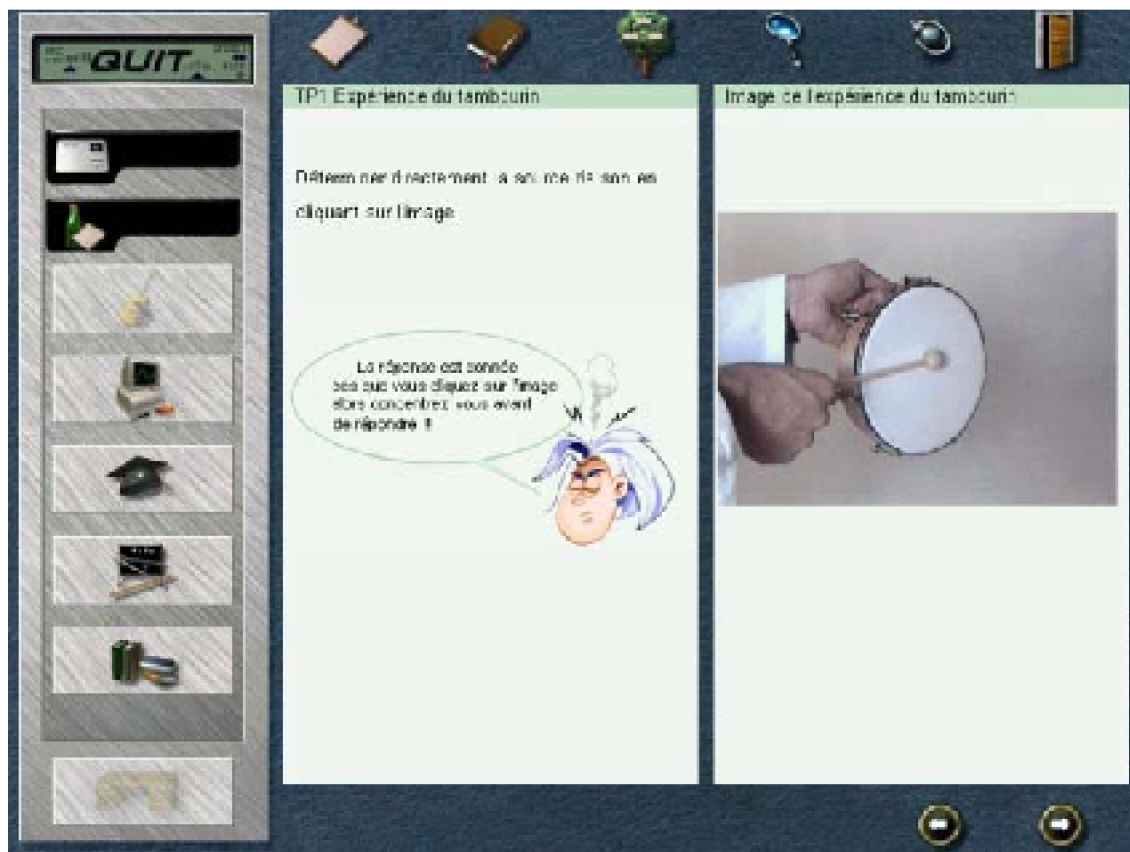 QUIT
TP1 Expérience du tambourin
Image de l'expérience du tambourin
Déterminer directement la source de son en
cliquant sur l'image
La réponse est donnée
dès que vous cliquez sur l'image
alors concentrez vous avant
de répondre !!